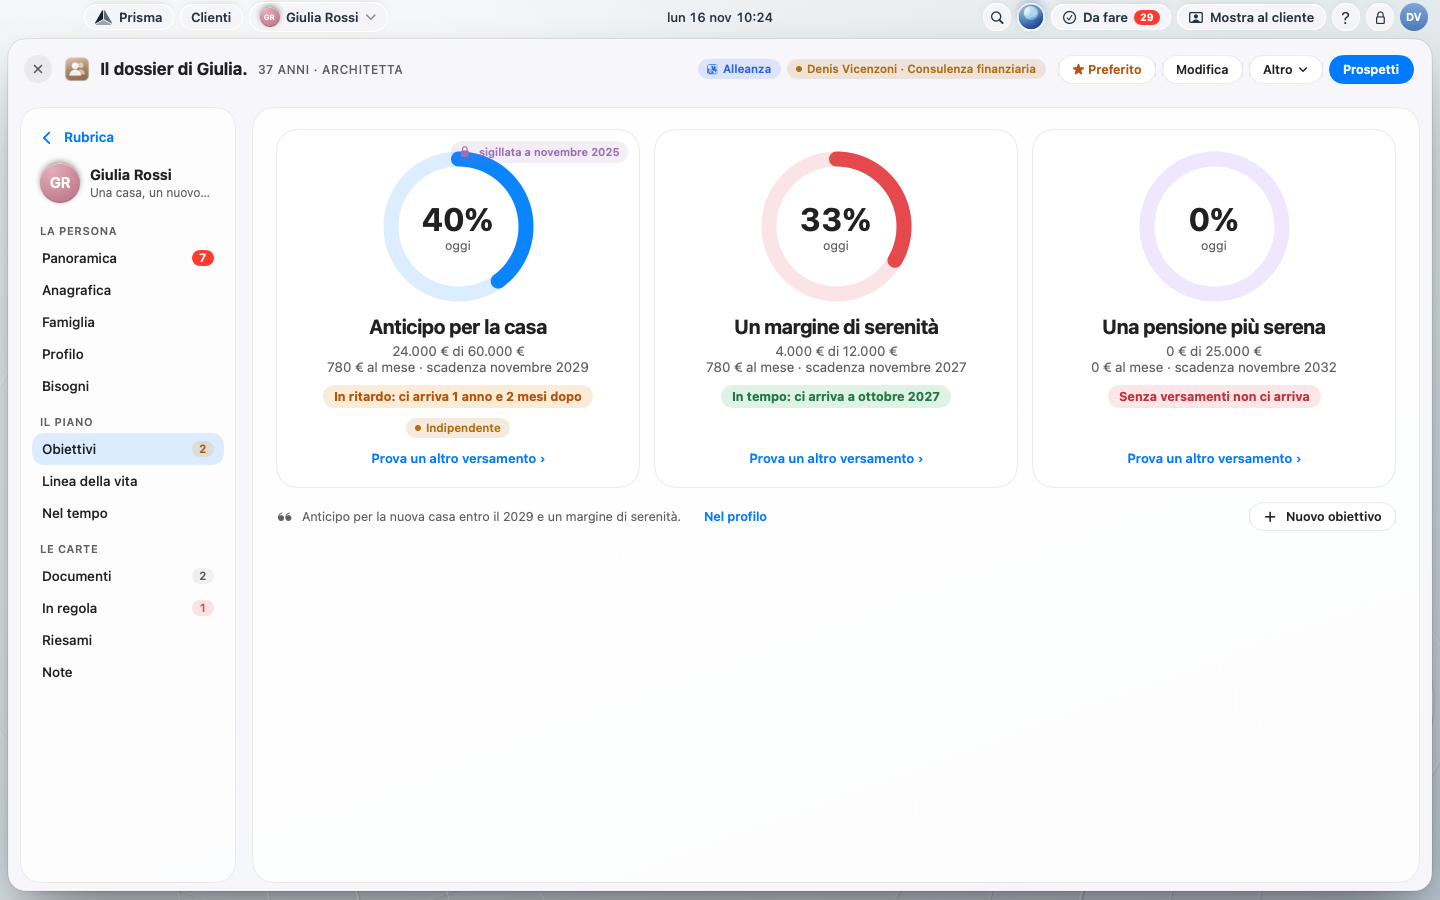 Prisma
Clienti
GR Giulia Rossi
lun 16 nov 10:24
Da fare 29
Mostra al cliente
?
DV
Il dossier di Giulia. 37 ANNI · ARCHITETTA
Alleanza
Denis Vicenzoni · Consulenza finanziaria
Preferito
Modifica
Altro
Prospetti
Rubrica
GR
Giulia Rossi
Una casa, un nuovo...
LA PERSONA
Panoramica 7
Anagrafica
Famiglia
Profilo
Bisogni
IL PIANO
Obiettivi 2
Linea della vita
Nel tempo
LE CARTE
Documenti 2
In regola 1
Riesami
Note
sigillata a novembre 2025
40%
oggi
Anticipo per la casa
24.000 € di 60.000 €
780 € al mese · scadenza novembre 2029
In ritardo: ci arriva 1 anno e 2 mesi dopo
Indipendente
Prova un altro versamento ›
33%
oggi
Un margine di serenità
4.000 € di 12.000 €
780 € al mese · scadenza novembre 2027
In tempo: ci arriva a ottobre 2027
Prova un altro versamento ›
0%
oggi
Una pensione più serena
0 € di 25.000 €
0 € al mese · scadenza novembre 2032
Senza versamenti non ci arriva
Prova un altro versamento ›
❝ Anticipo per la nuova casa entro il 2029 e un margine di serenità. Nel profilo
+ Nuovo obiettivo